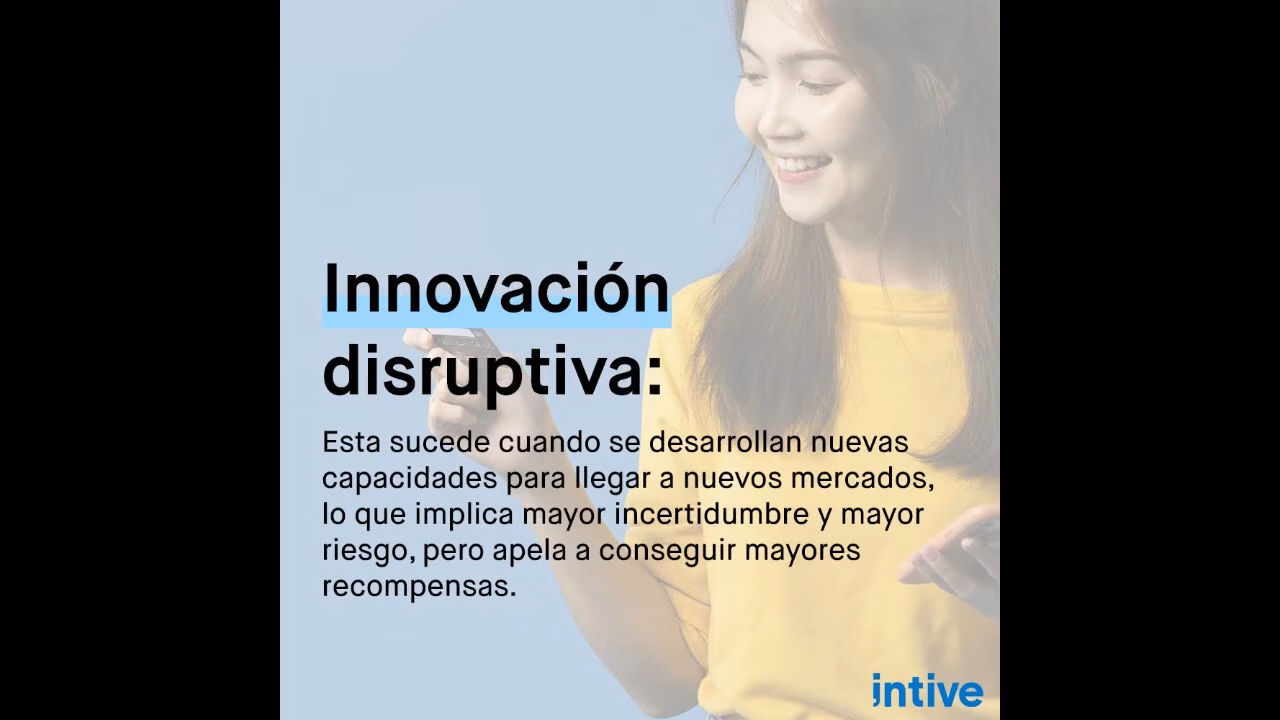 Innovación
disruptiva:
Esta sucede cuando se desarrollan nuevas
capacidades para llegar a nuevos mercados,
lo que implica mayor incertidumbre y mayor
riesgo, pero apela a conseguir mayores
recompensas.
intive